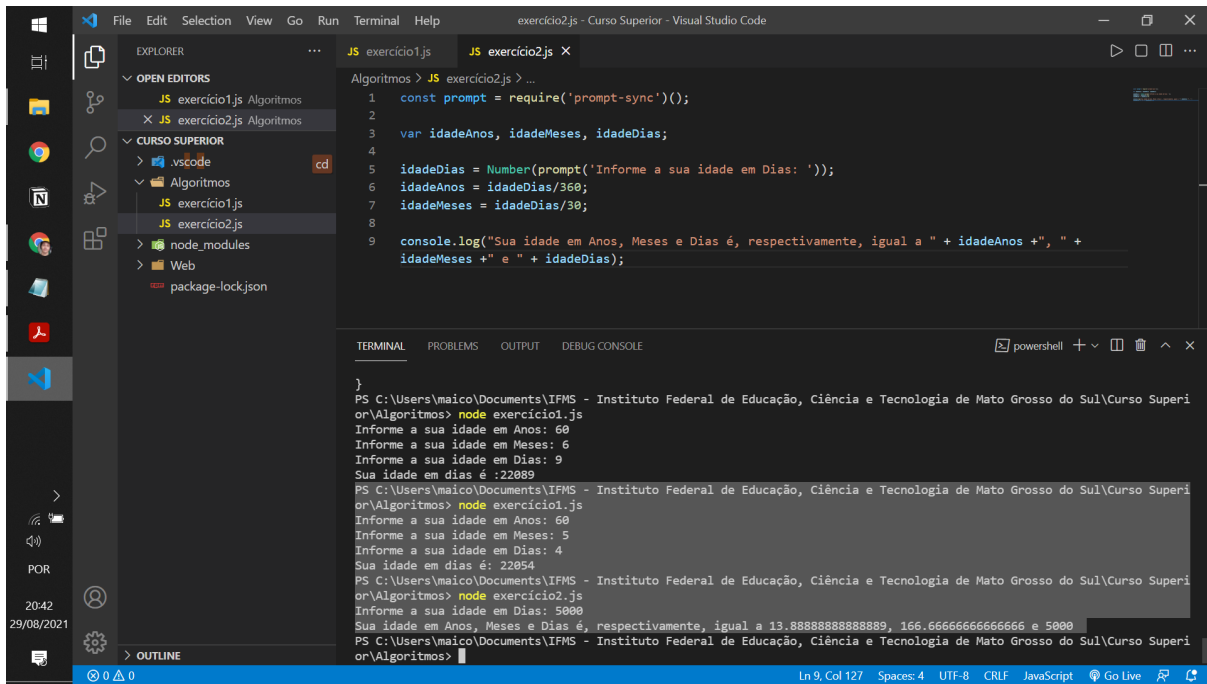 File Edit Selection View Go Run Terminal Help
exercício2.js - Curso Superior - Visual Studio Code
EXPLORER
OPEN EDITORS
JS exercício1.js Algoritmos
JS exercício2.js Algoritmos
CURSO SUPERIOR
.vscode
cd
Algoritmos
JS exercício1.js
JS exercício2.js
node_modules
Web
package-lock.json
OUTLINE
JS exercício1.js
JS exercício2.js
Algoritmos > JS exercício2.js > ...
1 const prompt = require('prompt-sync')();
2
3 var idadeAnos, idadeMeses, idadeDias;
4
5 idadeDias = Number(prompt('Informe a sua idade em Dias: '));
6 idadeAnos = idadeDias/360;
7 idadeMeses = idadeDias/30;
8
9 console.log("Sua idade em Anos, Meses e Dias é, respectivamente, igual a " + idadeAnos +", " +
idadeMeses +" e " + idadeDias);
TERMINAL PROBLEMS OUTPUT DEBUG CONSOLE
powershell
}
PS C:\Users\maico\Documents\IFMS - Instituto Federal de Educação, Ciência e Tecnologia de Mato Grosso do Sul\Curso Superi
or\Algoritmos> node exercício1.js
Informe a sua idade em Anos: 60
Informe a sua idade em Meses: 6
Informe a sua idade em Dias: 9
Sua idade em dias é :22089
PS C:\Users\maico\Documents\IFMS - Instituto Federal de Educação, Ciência e Tecnologia de Mato Grosso do Sul\Curso Superi
or\Algoritmos> node exercício1.js
Informe a sua idade em Anos: 60
Informe a sua idade em Meses: 5
Informe a sua idade em Dias: 4
Sua idade em dias é: 22054
PS C:\Users\maico\Documents\IFMS - Instituto Federal de Educação, Ciência e Tecnologia de Mato Grosso do Sul\Curso Superi
or\Algoritmos> node exercício2.js
Informe a sua idade em Dias: 5000
Sua idade em Anos, Meses e Dias é, respectivamente, igual a 13.88888888888889, 166.66666666666666 e 5000
PS C:\Users\maico\Documents\IFMS - Instituto Federal de Educação, Ciência e Tecnologia de Mato Grosso do Sul\Curso Superi
or\Algoritmos>
POR
20:42
29/08/2021
0 0
Ln 9, Col 127 Spaces: 4 UTF-8 CRLF JavaScript Go Live